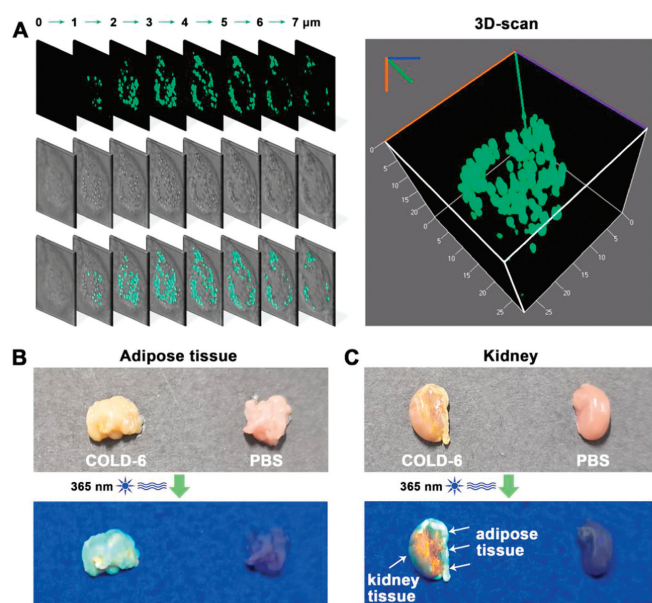 A
0 → 1 → 2 → 3 → 4 → 5 → 6 → 7 μm
3D-scan
0
5
10
15
20
25
0
5
10
15
20
25
B
Adipose tissue
COLD-6
PBS
365 nm
C
Kidney
COLD-6
PBS
365 nm
adipose
tissue
kidney
tissue